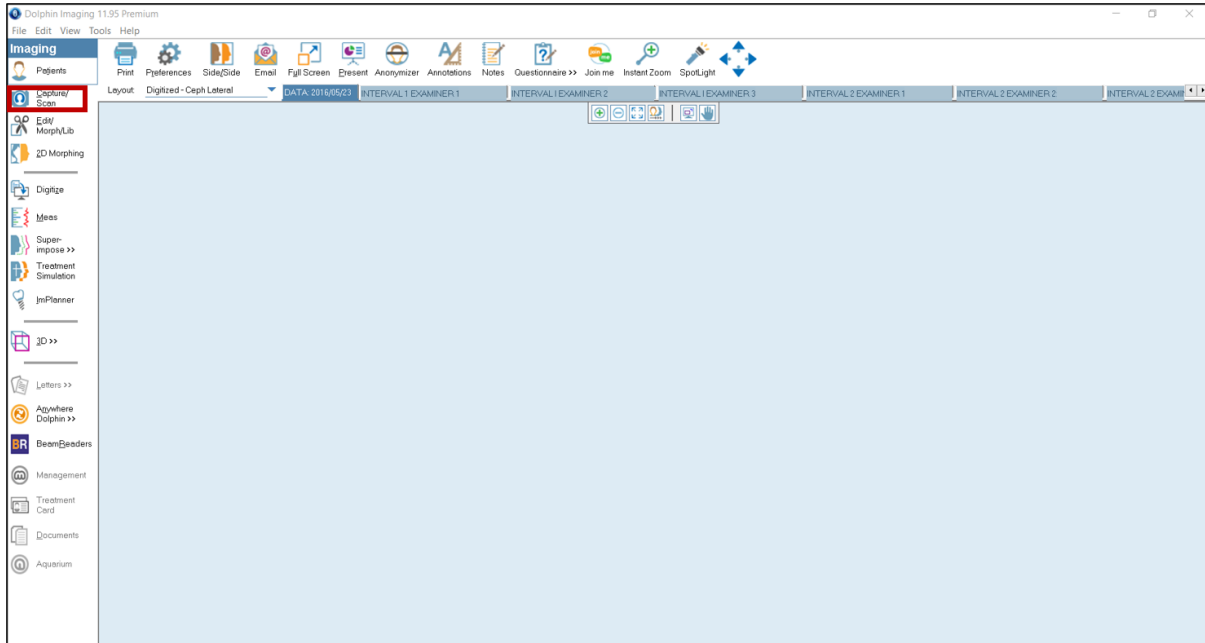 Dolphin Imaging 11.95 Premium
File Edit View Tools Help
Imaging
Patients
Print Preferences Side/Side Email Full Screen Present Anonymizer Annotations Notes Questionnaire >> Join me Instant Zoom SpotLight
Layout: Digitized - Ceph Lateral
DATA: 2016/05/23 INTERVAL 1 EXAMINER 1 INTERVAL I EXAMINER 2 INTERVAL I EXAMINER 3 INTERVAL 2 EXAMINER 1 INTERVAL 2 EXAMINER 2
Capture/
Scan
Edit/
Morph/Lib
2D Morphing
Digitize
Meas
Super-
impose >>
Treatment
Simulation
ImPlanner
3D >>
Letters >>
Anywhere
Dolphin >>
BR BeamReaders
Management
Treatment
Card
Documents
Aquarium